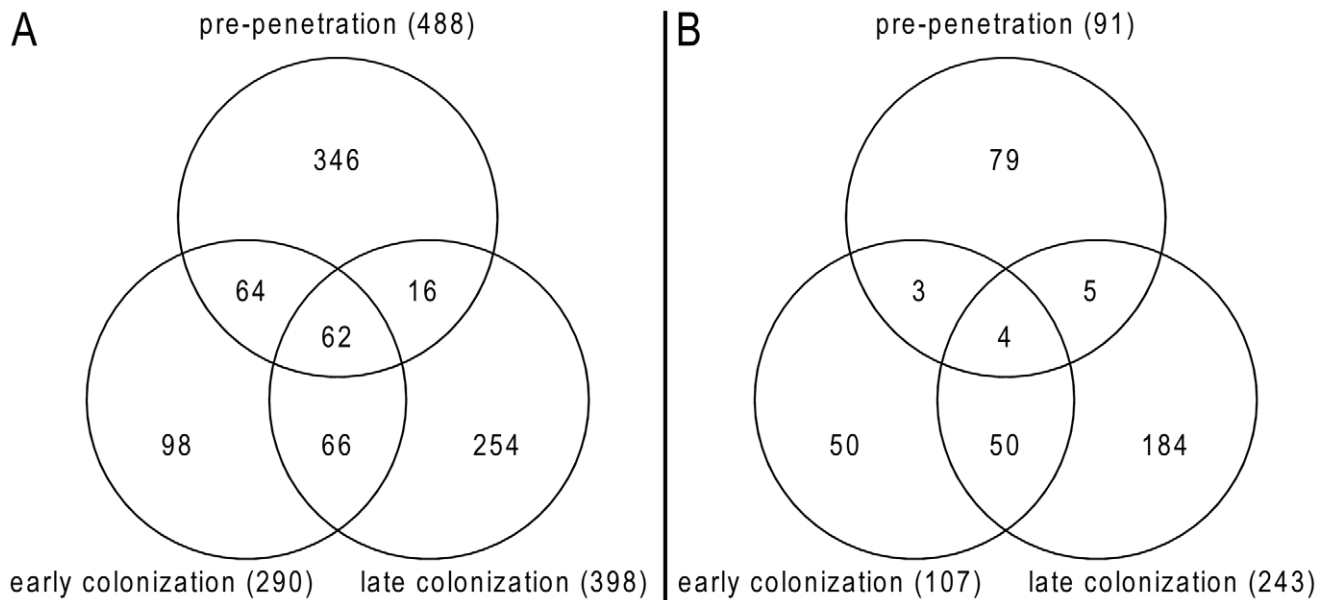 A
pre-penetration (488)
346
64
16
62
98
66
254
early colonization (290)
late colonization (398)
B
pre-penetration (91)
79
3
5
4
50
50
184
early colonization (107)
late colonization (243)